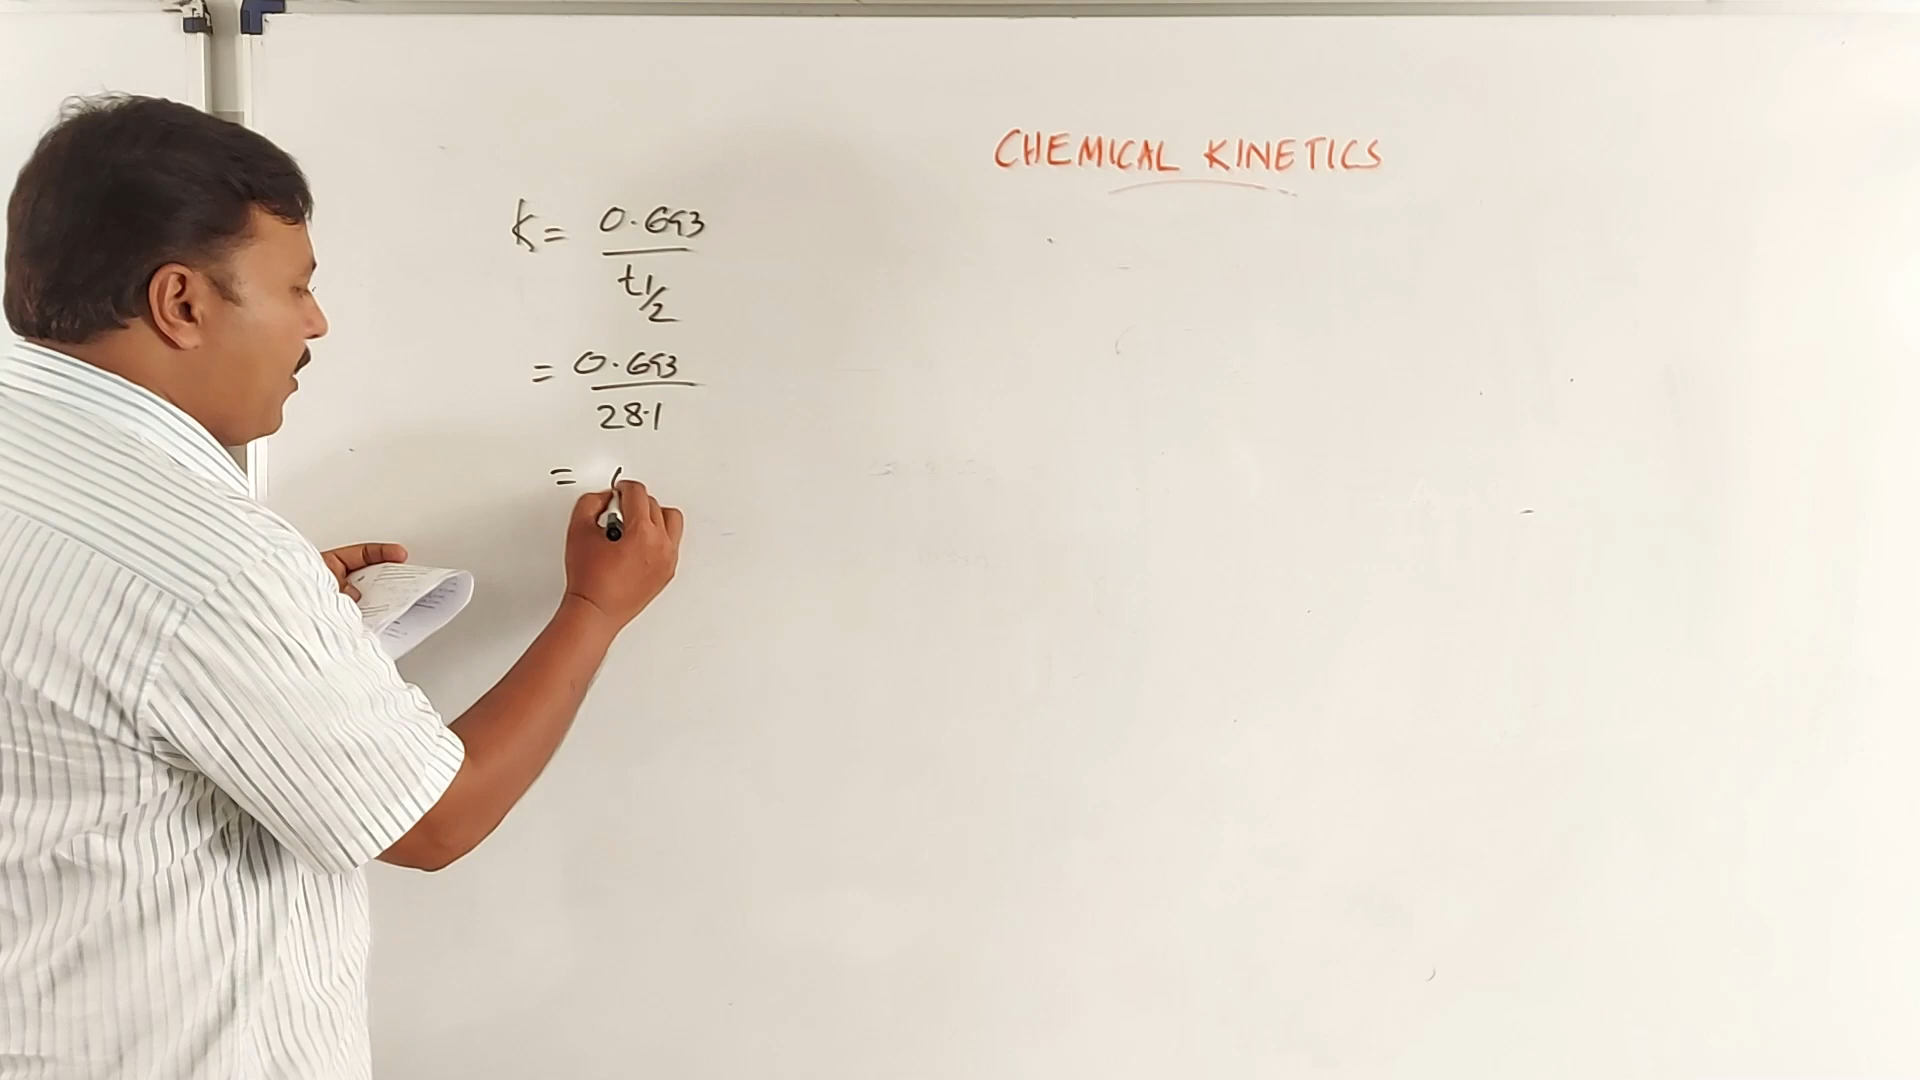 CHEMICAL KINETICS
K = 0.693
t1/2
= 0.693
28.1
=